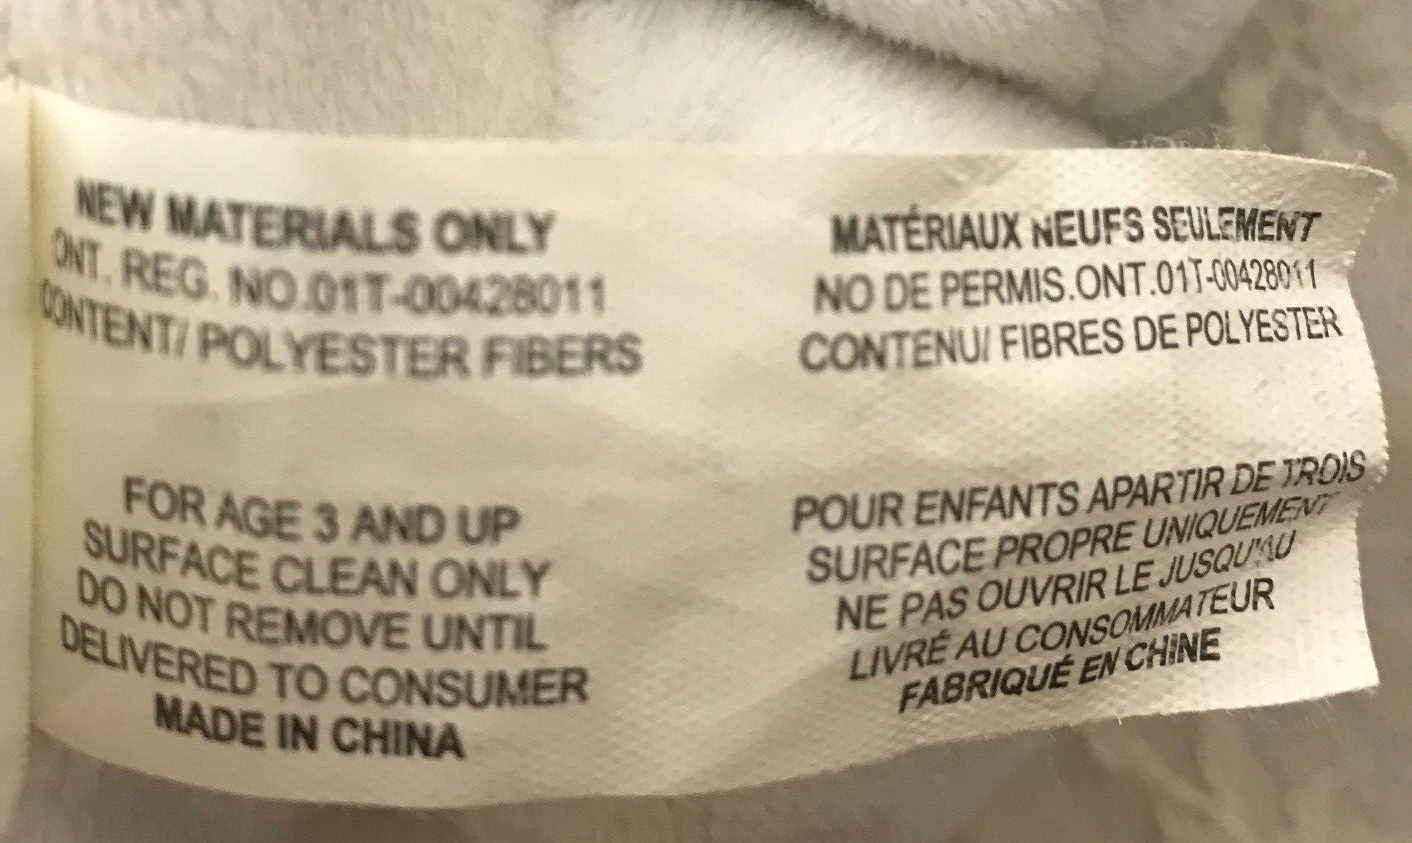 NEW MATERIALS ONLY
ONT. REG. NO.01T-00428011
CONTENT/ POLYESTER FIBERS
FOR AGE 3 AND UP
SURFACE CLEAN ONLY
DO NOT REMOVE UNTIL
DELIVERED TO CONSUMER
MADE IN CHINA
MATÉRIAUX NEUFS SEULEMENT
NO DE PERMIS.ONT.01T-00428011
CONTENU/ FIBRES DE POLYESTER
POUR ENFANTS APARTIR DE TROIS
SURFACE PROPRE UNIQUEMENT
NE PAS OUVRIR LE JUSQU'AU
LIVRÉ AU CONSOMMATEUR
FABRIQUÉ EN CHINE